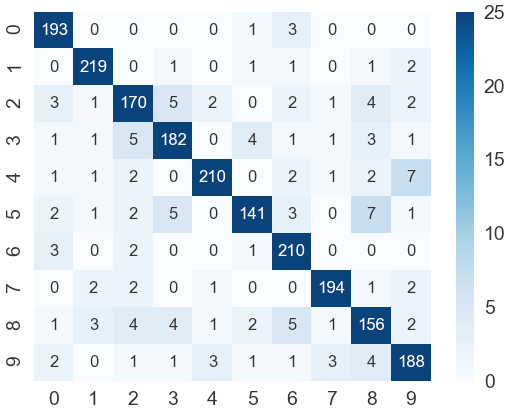 0 193 0 0 0 0 1 3 0 0 0 25
1 0 219 0 1 0 1 1 0 1 2
2 3 1 170 5 2 0 2 1 4 2 20
3 1 1 5 182 0 4 1 1 3 1
4 1 1 2 0 210 0 2 1 2 7 15
5 2 1 2 5 0 141 3 0 7 1 10
6 3 0 2 0 0 1 210 0 0 0
7 0 2 2 0 1 0 0 194 1 2 5
8 1 3 4 4 1 2 5 1 156 2
9 2 0 1 1 3 1 1 3 4 188 0
0 1 2 3 4 5 6 7 8 9